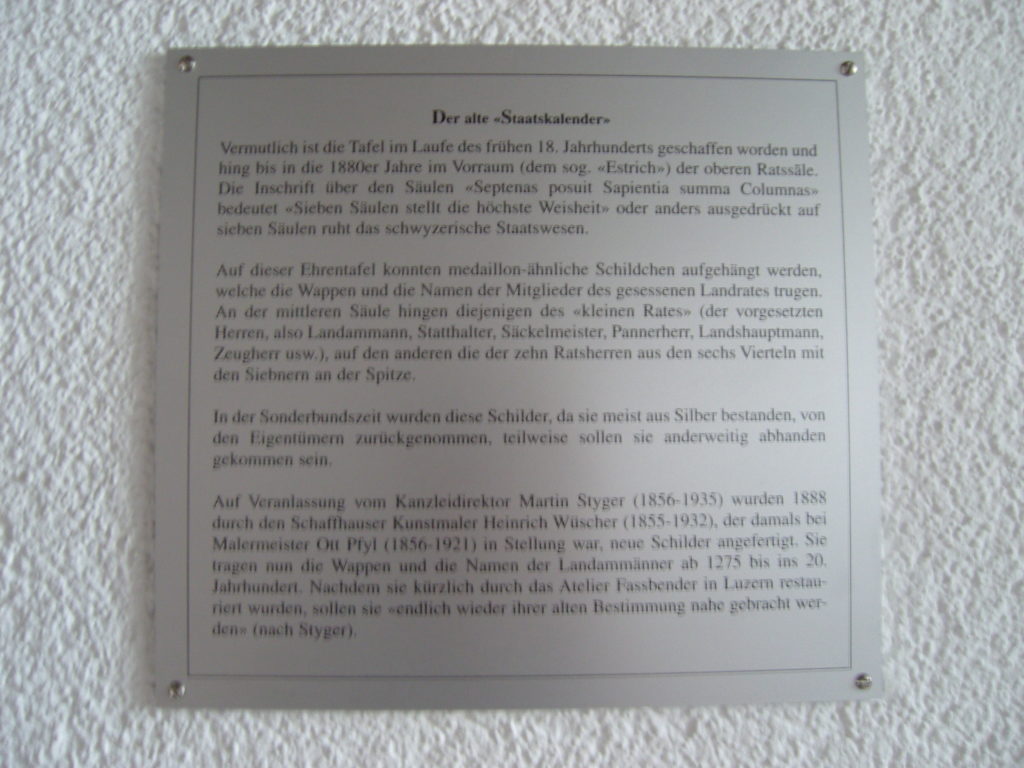 Der alte «Staatskalender»
Vermutlich ist die Tafel im Laufe des frühen 18. Jahrhunderts geschaffen worden und
hing bis in die 1880er Jahre im Vorraum (dem sog. «Estrich») der oberen Ratssäle.
Die Inschrift über den Säulen «Septenas posuit Sapientia summa Columnas»
bedeutet «Sieben Säulen stellt die höchste Weisheit» oder anders ausgedrückt auf
sieben Säulen ruht das schwyzerische Staatswesen.
Auf dieser Ehrentafel konnten medaillon-ähnliche Schildchen aufgehängt werden,
welche die Wappen und die Namen der Mitglieder des gesessenen Landrates trugen.
An der mittleren Säule hingen diejenigen des «kleinen Rates» (der vorgesetzten
Herren, also Landammann, Statthalter, Säckelmeister, Pannerherr, Landshauptmann,
Zeugherr usw.), auf den anderen die der zehn Ratsherren aus den sechs Vierteln mit
den Siebnern an der Spitze.
In der Sonderbundszeit wurden diese Schilder, da sie meist aus Silber bestanden, von
den Eigentümern zurückgenommen, teilweise sollen sie anderweitig abhanden
gekommen sein.
Auf Veranlassung vom Kanzleidirektor Martin Styger (1856-1935) wurden 1888
durch den Schaffhauser Kunstmaler Heinrich Wüscher (1855-1932), der damals bei
Malermeister Ott Pfyl (1856-1921) in Stellung war, neue Schilder angefertigt. Sie
tragen nun die Wappen und die Namen der Landammänner ab 1275 bis ins 20.
Jahrhundert. Nachdem sie kürzlich durch das Atelier Fassbender in Luzern restau-
riert wurden, sollen sie «endlich wieder ihrer alten Bestimmung nahe gebracht wer-
den» (nach Styger).